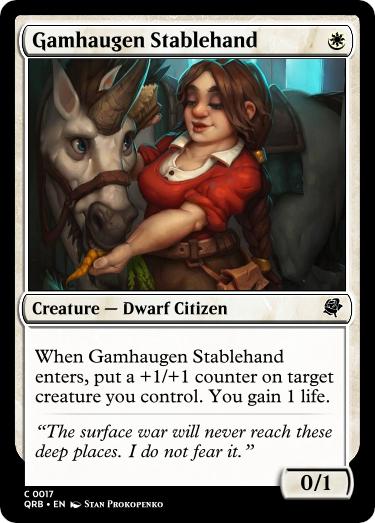 Gamhaugen Stablehand
Creature — Dwarf Citizen
When Gamhaugen Stablehand
enters, put a +1/+1 counter on target
creature you control. You gain 1 life.
“The surface war will never reach these
deep places. I do not fear it.”
0/1
C 0017
QRB • EN Stan Prokopenko